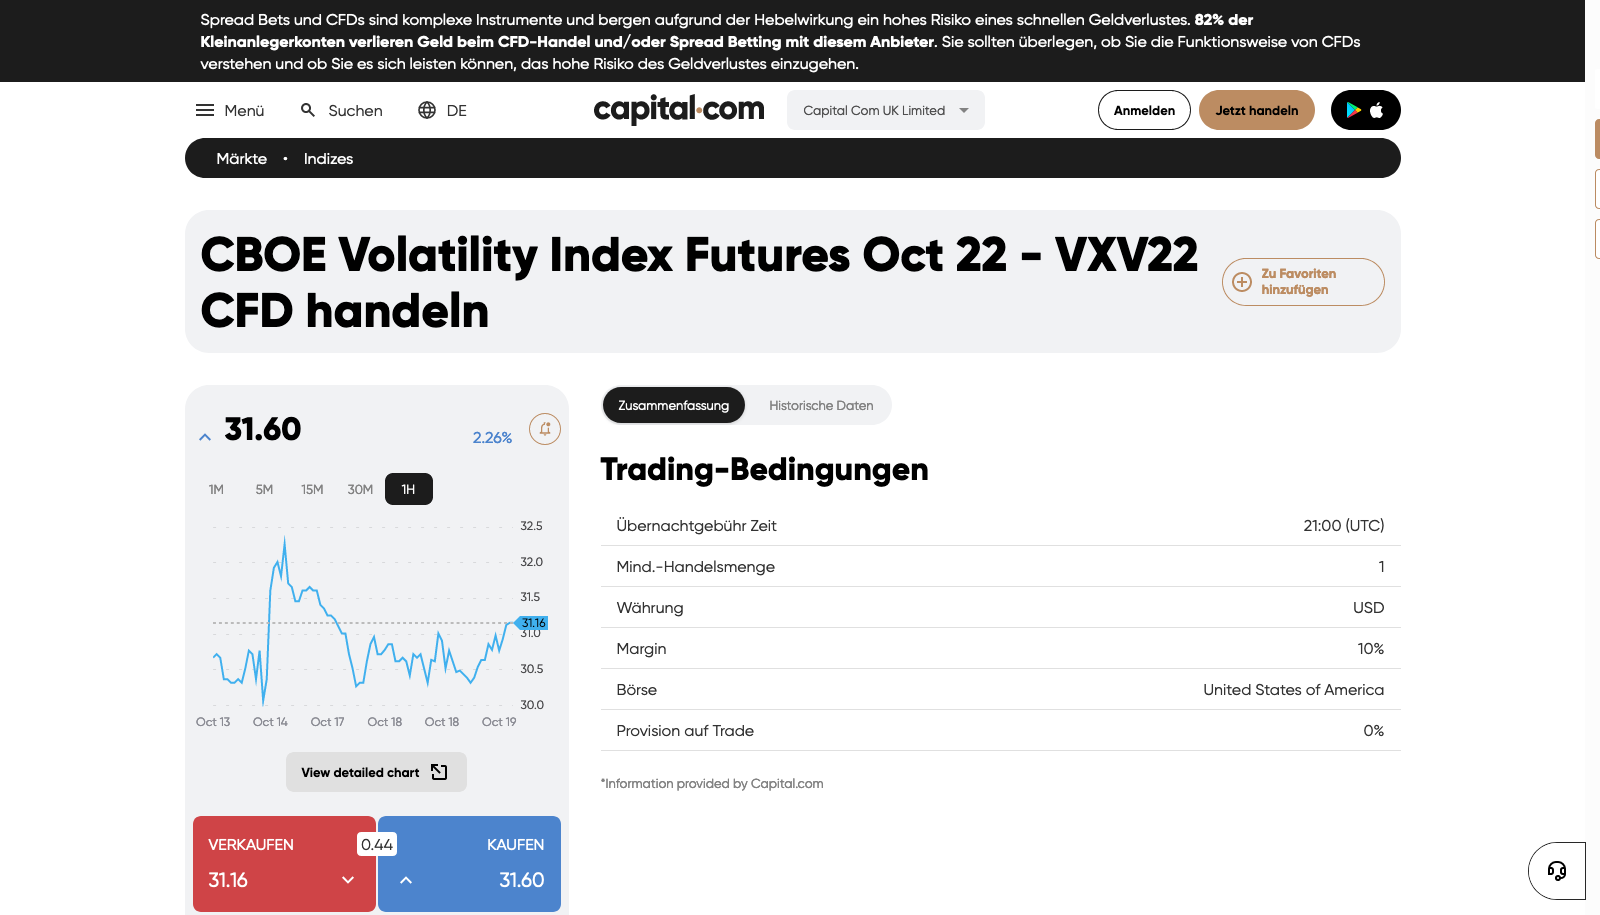 Spread Bets und CFDs sind komplexe Instrumente und bergen aufgrund der Hebelwirkung ein hohes Risiko eines schnellen Geldverlustes. 82% der
Kleinanlegerkonten verlieren Geld beim CFD-Handel und/oder Spread Betting mit diesem Anbieter. Sie sollten überlegen, ob Sie die Funktionsweise von CFDs
verstehen und ob Sie es sich leisten können, das hohe Risiko des Geldverlustes einzugehen.
Menü Suchen DE capital.com Capital Com UK Limited Anmelden Jetzt handeln
Märkte • Indizes
CBOE Volatility Index Futures Oct 22 - VXV22
CFD handeln
Zu Favoriten
hinzufügen
31.60 2.26%
1M 5M 15M 30M 1H
32.5
32.0
31.5
31.16
31.0
30.5
30.0
Oct 13 Oct 14 Oct 17 Oct 18 Oct 18 Oct 19
View detailed chart
VERKAUFEN 0.44 KAUFEN
31.16 31.60
Zusammenfassung Historische Daten
Trading-Bedingungen
Übernachtgebühr Zeit 21:00 (UTC)
Mind.-Handelsmenge 1
Währung USD
Margin 10%
Börse United States of America
Provision auf Trade 0%
*Information provided by Capital.com